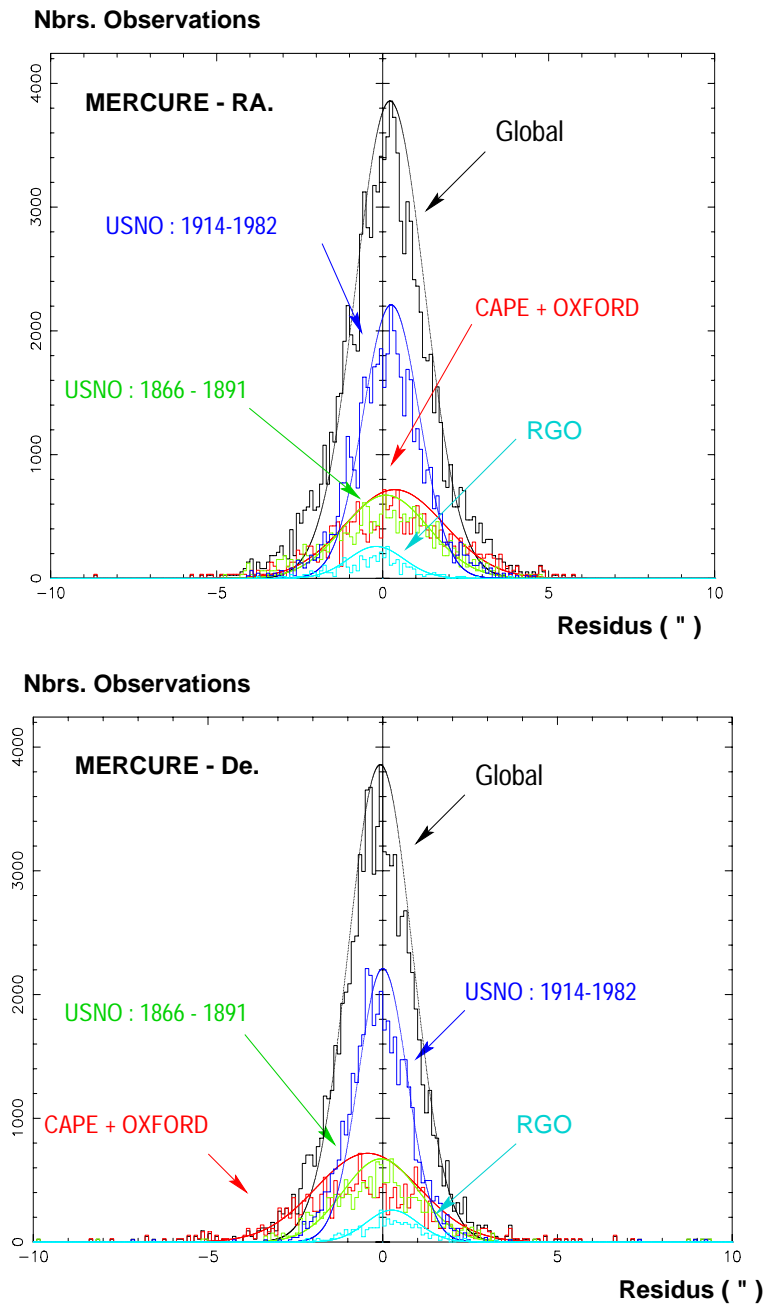 Nbrs. Observations
MERCURE - RA.
Global
USNO : 1914-1982
CAPE + OXFORD
USNO : 1866 - 1891
RGO
0
1000
2000
3000
4000
−10
−5
0
5
10
Residus ( " )
Nbrs. Observations
MERCURE - De.
Global
USNO : 1866 - 1891
USNO : 1914-1982
CAPE + OXFORD
RGO
0
1000
2000
3000
4000
−10
−5
0
5
10
Residus ( " )